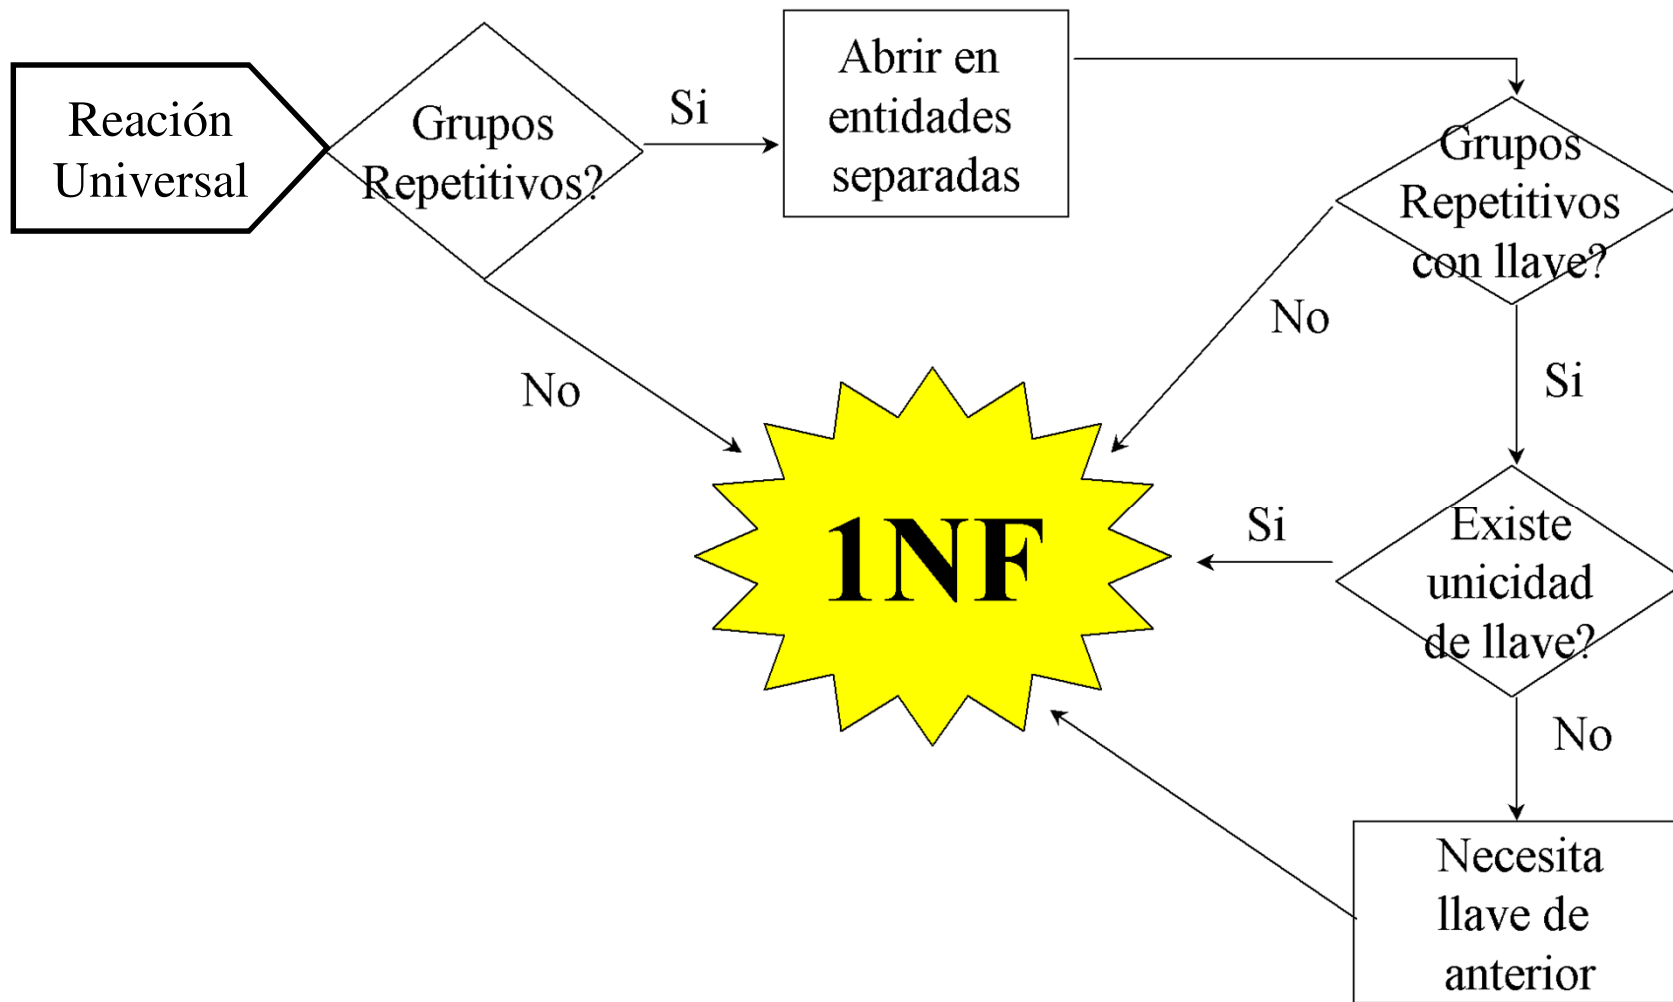 Reación
Universal
Grupos
Repetitivos?
Si
Abrir en
entidades
separadas
Grupos
Repetitivos
con llave?
No
No
Si
1NF
Si
Existe
unicidad
de llave?
No
Necesita
llave de
anterior